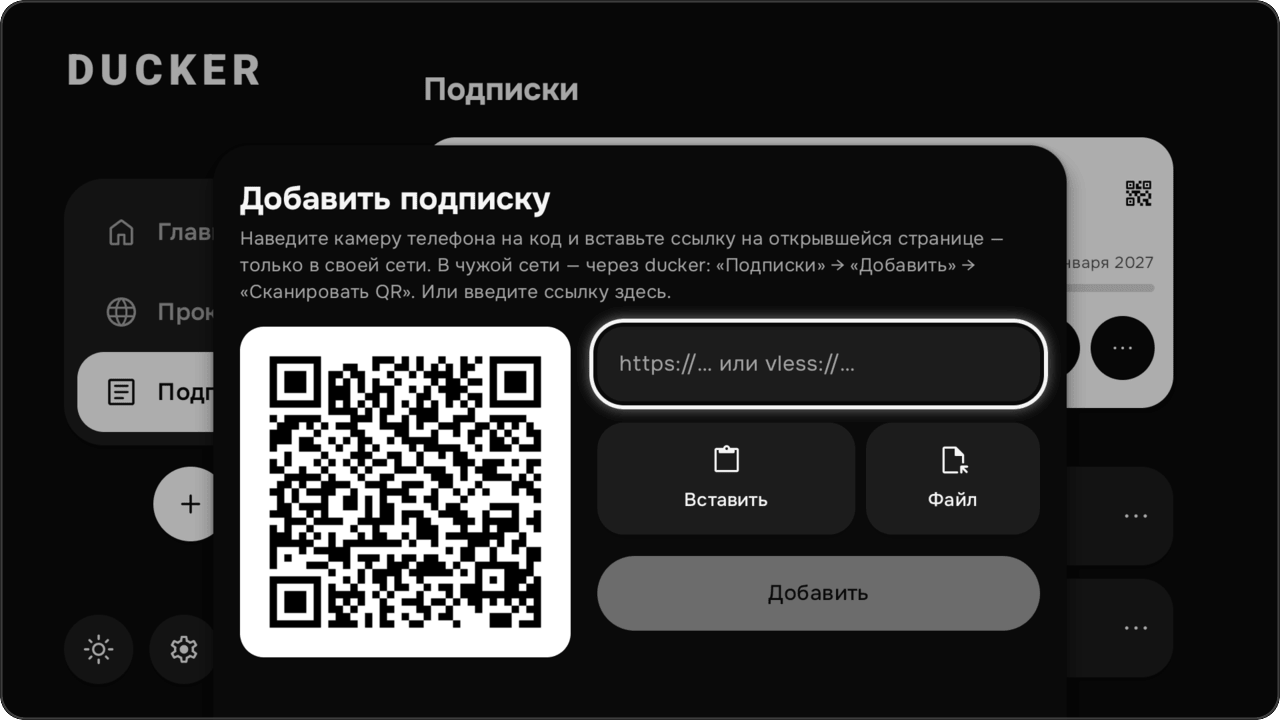 DUCKER
Подписки
Добавить подписку
Наведите камеру телефона на код и вставьте ссылку на открывшейся странице —
только в своей сети. В чужой сети — через ducker: «Подписки» → «Добавить» →
«Сканировать QR». Или введите ссылку здесь.
2027
https://... или vless://...
Вставить
Файл
Добавить